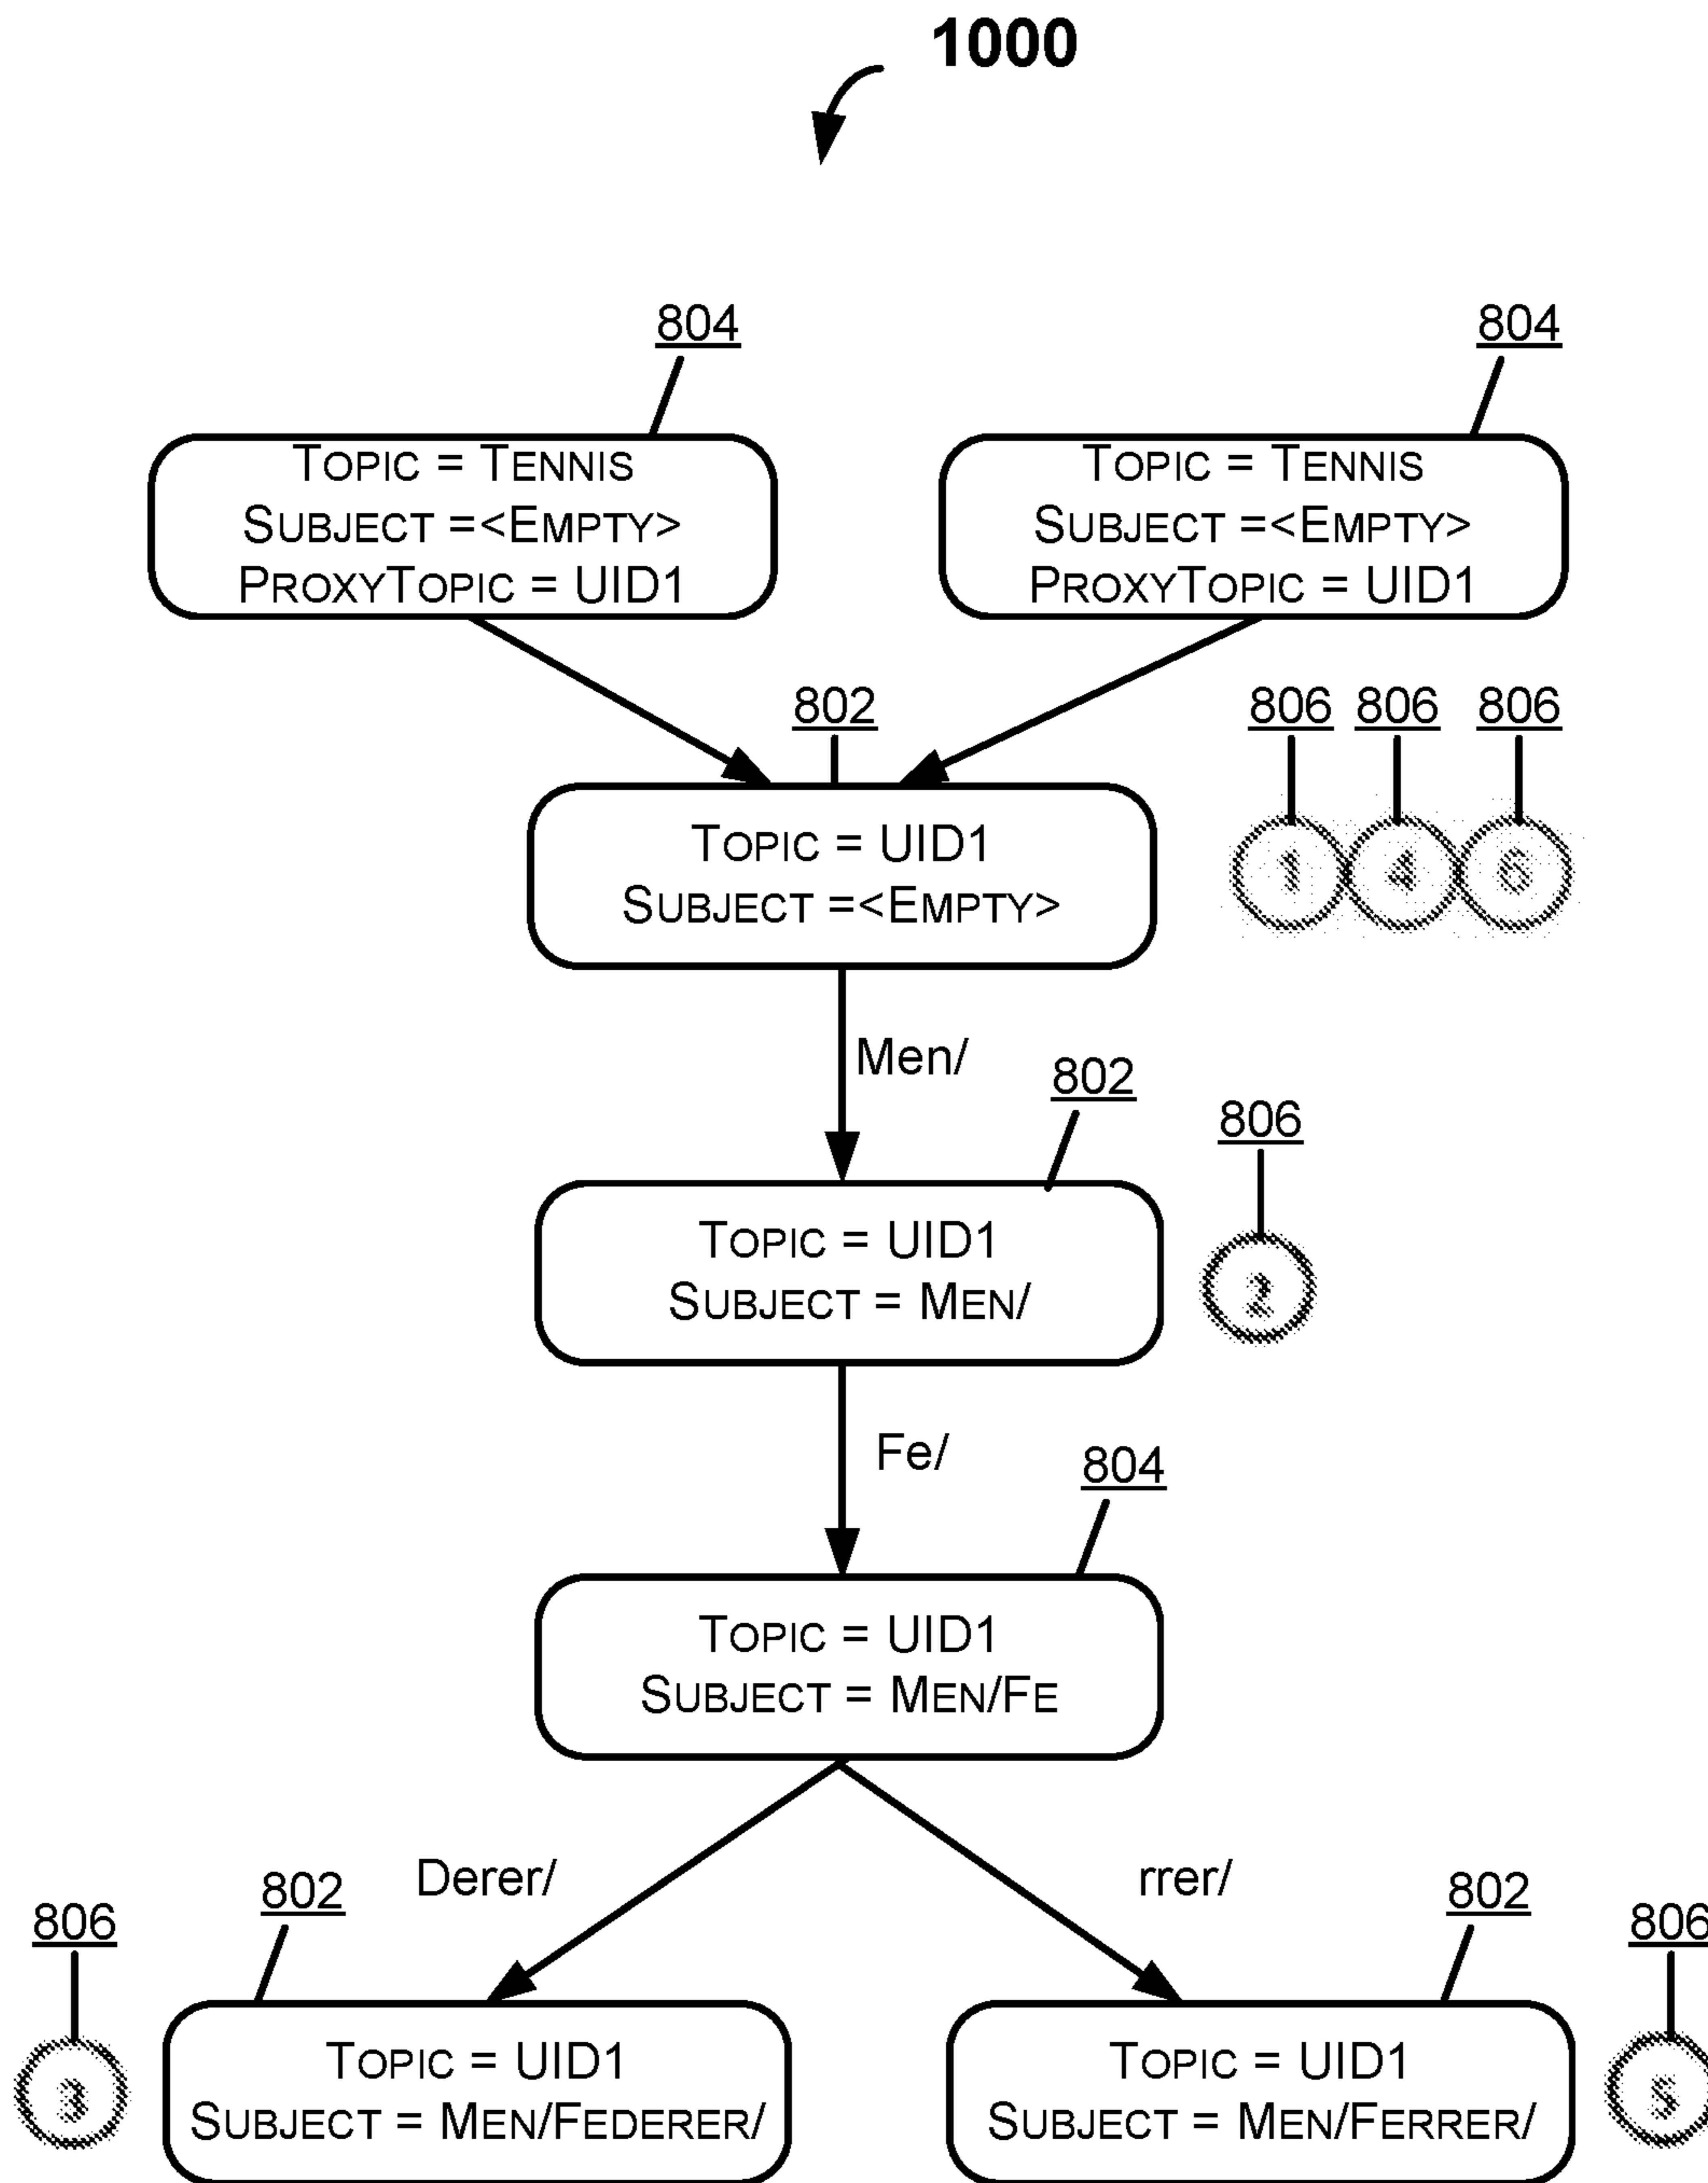 1000
804
804
TOPIC = TENNIS
SUBJECT =<EMPTY>
PROXYTOPIC = UID1
TOPIC = TENNIS
SUBJECT =<EMPTY>
PROXYTOPIC = UID1
802
806
806
806
TOPIC = UID1
SUBJECT =<EMPTY>
1
4
6
Men/
802
806
TOPIC = UID1
SUBJECT = MEN/
2
Fe/
804
TOPIC = UID1
SUBJECT = MEN/FE
Derer/
rrer/
806
802
802
806
3
TOPIC = UID1
SUBJECT = MEN/FEDERER/
TOPIC = UID1
SUBJECT = MEN/FERRER/
5